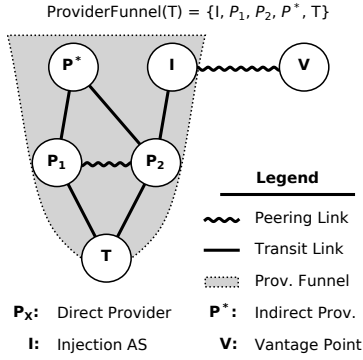 ProviderFunnel(T) = {I, P₁, P₂, P*, T}
P* I V
P₁ P₂
T
Legend
Peering Link
Transit Link
Prov. Funnel
Pₓ: Direct Provider P*: Indirect Prov.
I: Injection AS V: Vantage Point